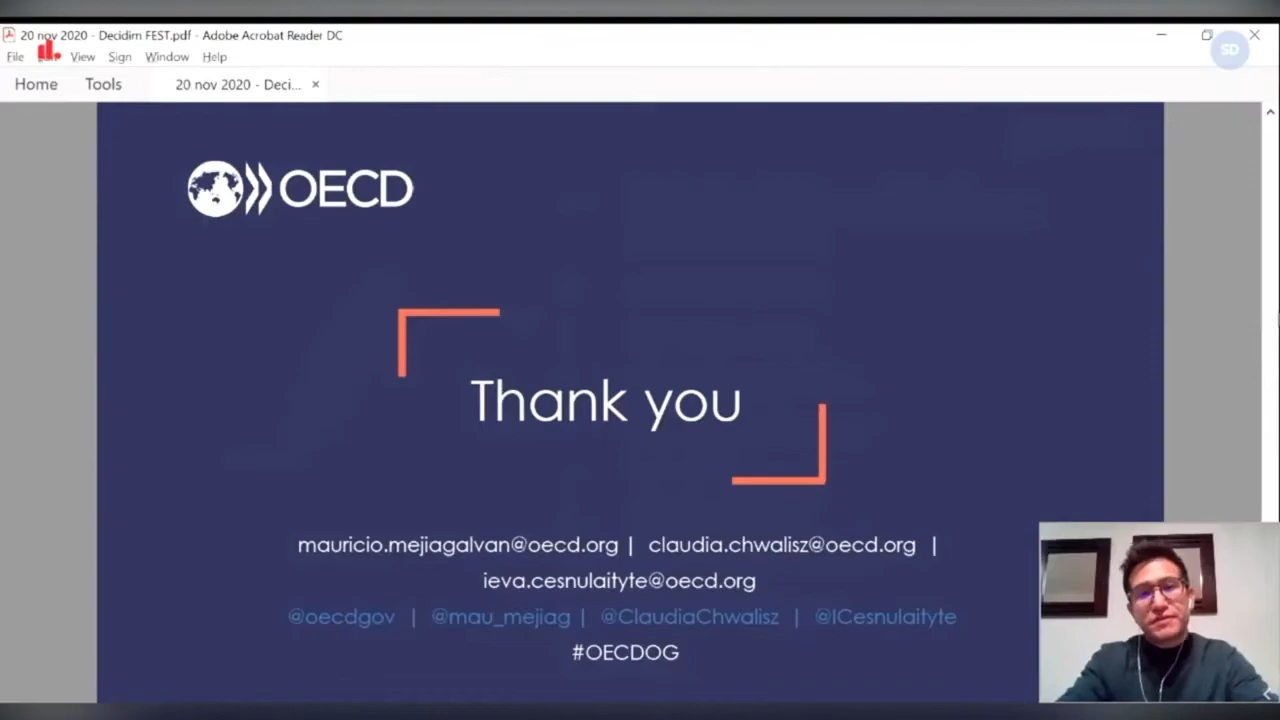 20 nov 2020 - Decidim FEST.pdf - Adobe Acrobat Reader DC
File View Sign Window Help
SD
Home Tools 20 nov 2020 - Deci... ×
OECD
Thank you
mauricio.mejiagalvan@oecd.org | claudia.chwalisz@oecd.org |
ieva.cesnulaityte@oecd.org
@oecdgov | @mau_mejiag | @ClaudiaChwalisz | @ICesnulaityte
#OECDOG